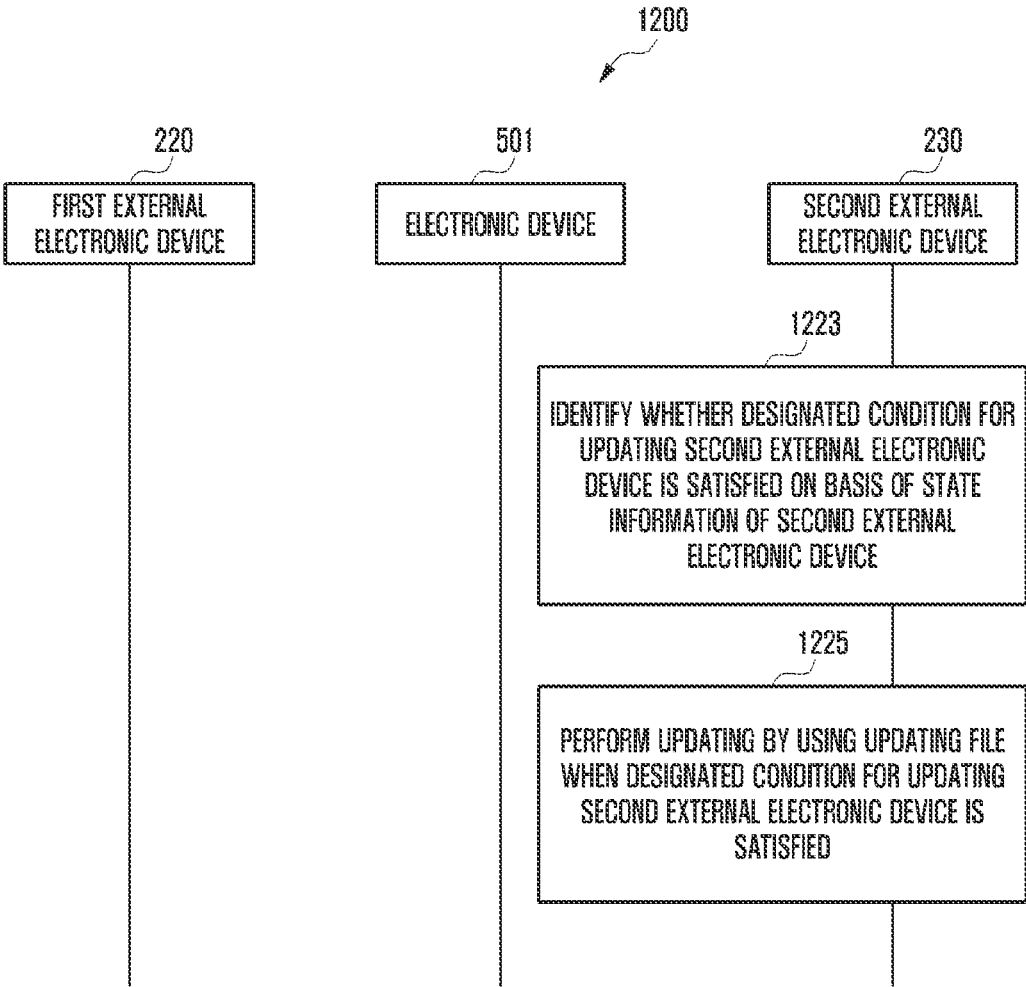 1200
220
501
230
FIRST EXTERNAL
ELECTRONIC DEVICE
ELECTRONIC DEVICE
SECOND EXTERNAL
ELECTRONIC DEVICE
1223
IDENTIFY WHETHER DESIGNATED CONDITION FOR
UPDATING SECOND EXTERNAL ELECTRONIC
DEVICE IS SATISFIED ON BASIS OF STATE
INFORMATION OF SECOND EXTERNAL
ELECTRONIC DEVICE
1225
PERFORM UPDATING BY USING UPDATING FILE
WHEN DESIGNATED CONDITION FOR UPDATING
SECOND EXTERNAL ELECTRONIC DEVICE IS
SATISFIED